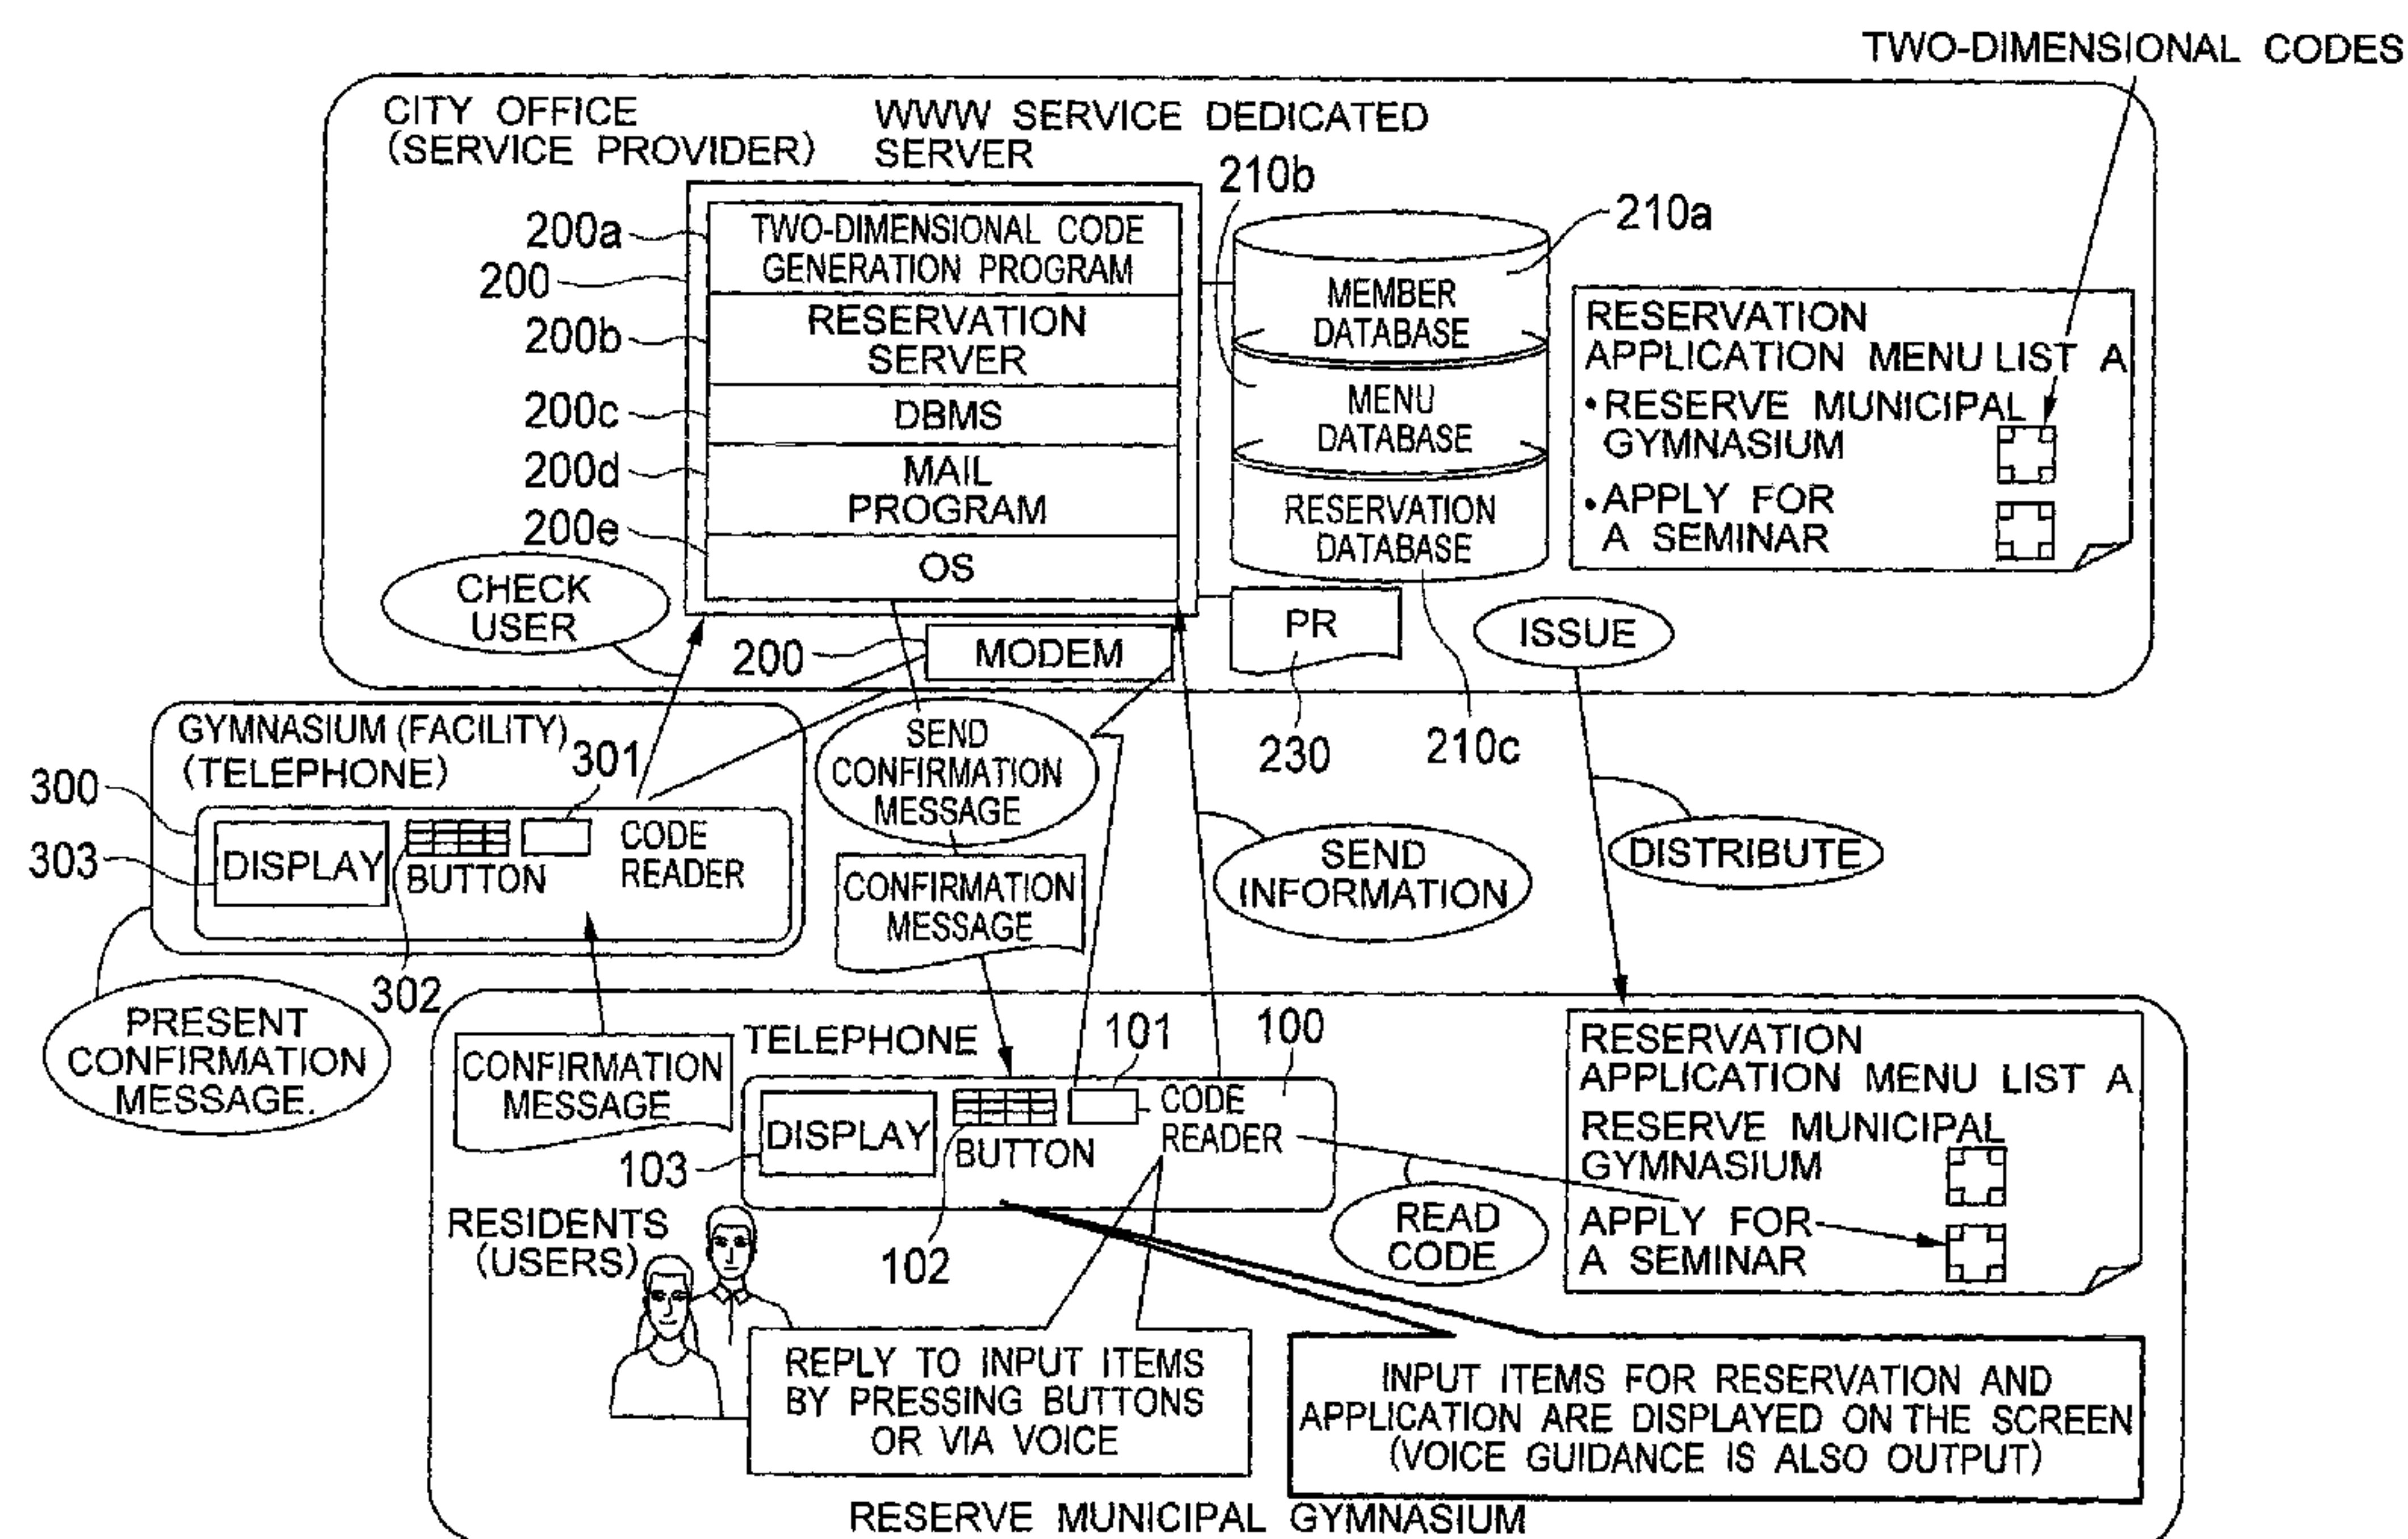 TWO-DIMENSIONAL CODES
CITY OFFICE
(SERVICE PROVIDER)
WWW SERVICE DEDICATED
SERVER
210b
210a
200a
200
200b
200c
200d
200e
TWO-DIMENSIONAL CODE
GENERATION PROGRAM
RESERVATION
SERVER
DBMS
MAIL
PROGRAM
OS
MEMBER
DATABASE
MENU
DATABASE
RESERVATION
DATABASE
RESERVATION
APPLICATION MENU LIST A
•RESERVE MUNICIPAL
GYMNASIUM
•APPLY FOR
A SEMINAR
CHECK
USER
200
MODEM
PR
ISSUE
230
210c
GYMNASIUM (FACILITY)
(TELEPHONE)
301
300
303
DISPLAY
BUTTON
CODE
READER
302
SEND
CONFIRMATION
MESSAGE
CONFIRMATION
MESSAGE
SEND
INFORMATION
DISTRIBUTE
PRESENT
CONFIRMATION
MESSAGE.
CONFIRMATION
MESSAGE
TELEPHONE
101
100
DISPLAY
BUTTON
CODE
READER
103
102
RESIDENTS
(USERS)
READ
CODE
RESERVATION
APPLICATION MENU LIST A
RESERVE MUNICIPAL
GYMNASIUM
APPLY FOR
A SEMINAR
REPLY TO INPUT ITEMS
BY PRESSING BUTTONS
OR VIA VOICE
INPUT ITEMS FOR RESERVATION AND
APPLICATION ARE DISPLAYED ON THE SCREEN
(VOICE GUIDANCE IS ALSO OUTPUT)
RESERVE MUNICIPAL GYMNASIUM